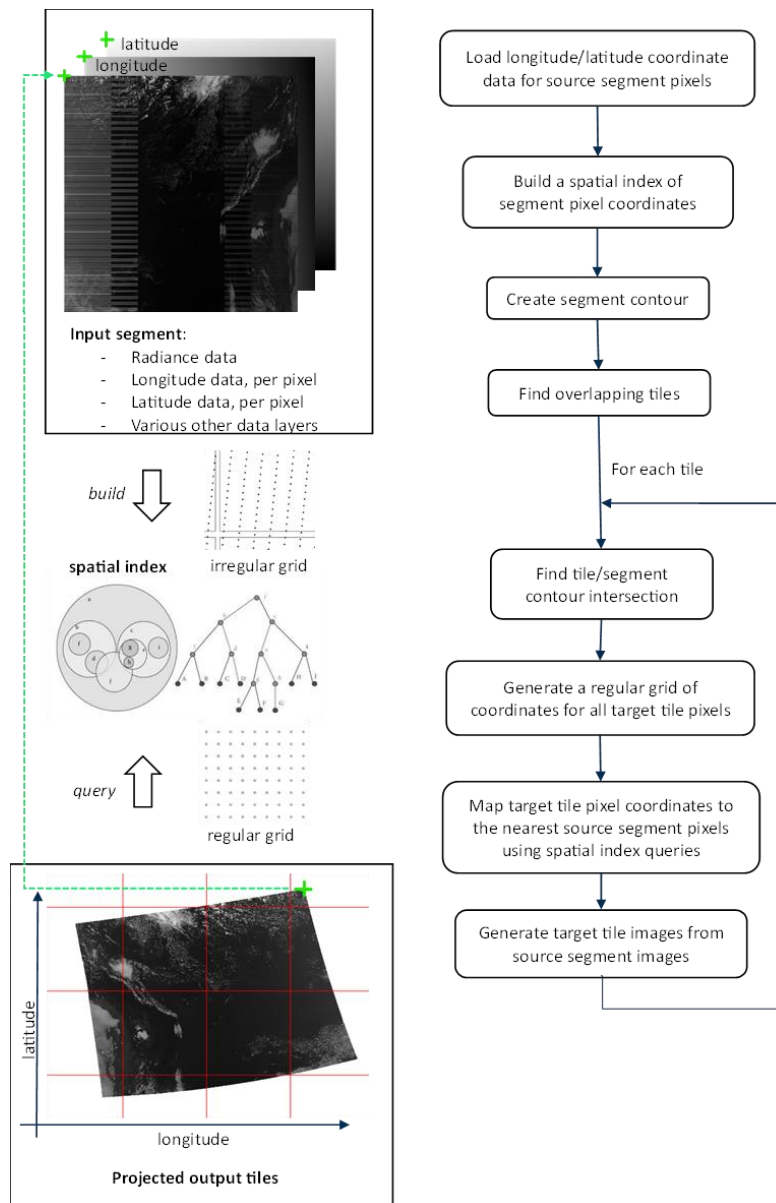 latitude
longitude
Input segment:
- Radiance data
- Longitude data, per pixel
- Latitude data, per pixel
- Various other data layers
build
irregular grid
spatial index
query
regular grid
latitude
longitude
Projected output tiles
Load longitude/latitude coordinate
data for source segment pixels
Build a spatial index of
segment pixel coordinates
Create segment contour
Find overlapping tiles
For each tile
Find tile/segment
contour intersection
Generate a regular grid of
coordinates for all target tile pixels
Map target tile pixel coordinates to
the nearest source segment pixels
using spatial index queries
Generate target tile images from
source segment images